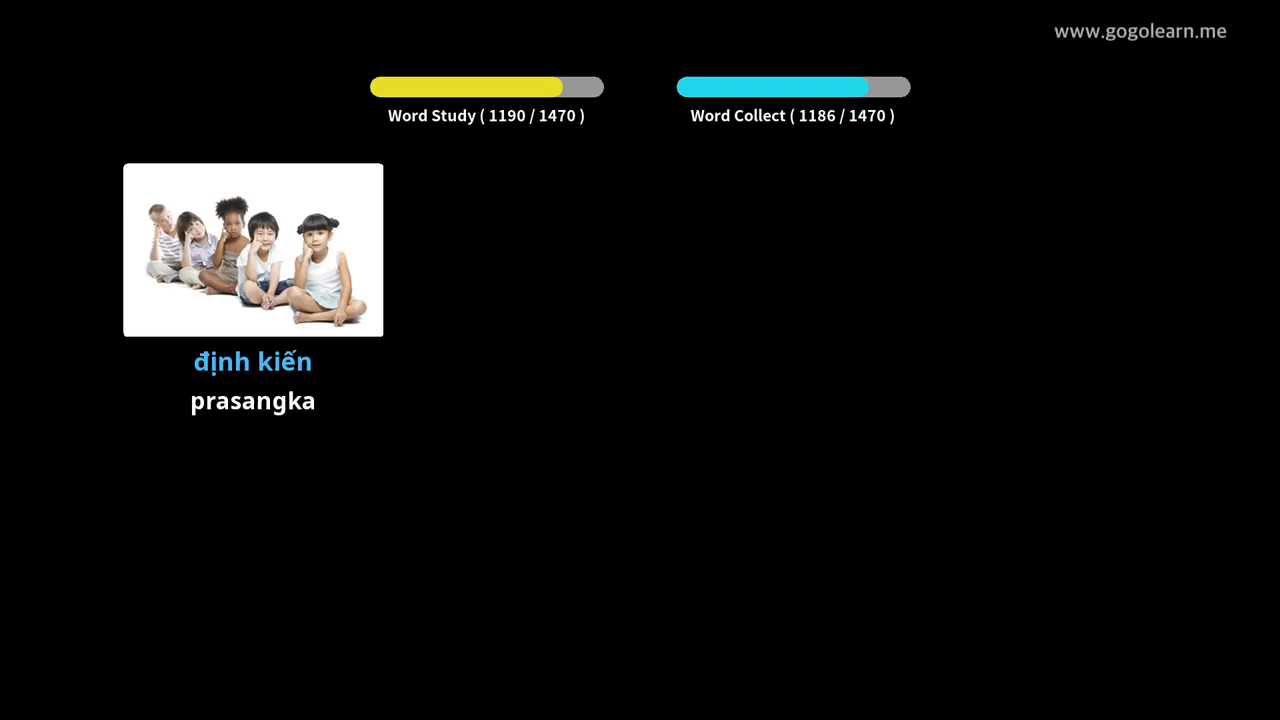 www.gogolearn.me
Word Study ( 1190 / 1470 )
Word Collect ( 1186 / 1470 )
định kiến
prasangka